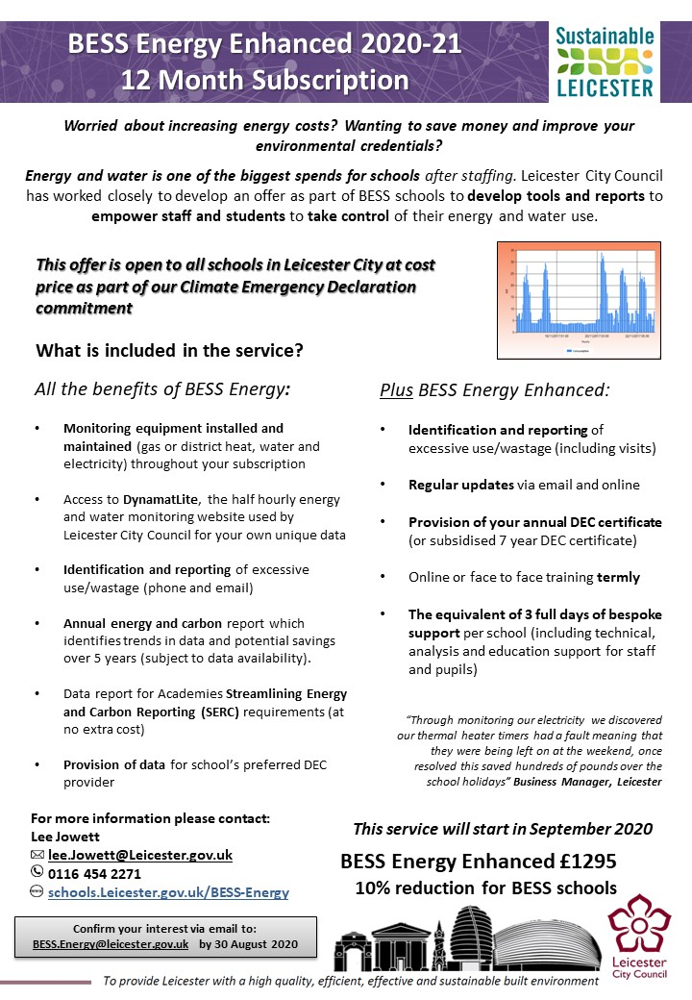 BESS Energy Enhanced 2020-21
12 Month Subscription
Sustainable
LEICESTER
Worried about increasing energy costs? Wanting to save money and improve your
environmental credentials?
Energy and water is one of the biggest spends for schools after staffing. Leicester City Council
has worked closely to develop an offer as part of BESS schools to develop tools and reports to
empower staff and students to take control of their energy and water use.
This offer is open to all schools in Leicester City at cost
price as part of our Climate Emergency Declaration
commitment
What is included in the service?
All the benefits of BESS Energy:
• Monitoring equipment installed and
maintained (gas or district heat, water and
electricity) throughout your subscription
• Access to DynamatLite, the half hourly energy
and water monitoring website used by
Leicester City Council for your own unique data
• Identification and reporting of excessive
use/wastage (phone and email)
• Annual energy and carbon report which
identifies trends in data and potential savings
over 5 years (subject to data availability).
• Data report for Academies Streamlining Energy
and Carbon Reporting (SERC) requirements (at
no extra cost)
• Provision of data for school's preferred DEC
provider
Plus BESS Energy Enhanced:
• Identification and reporting of
excessive use/wastage (including visits)
• Regular updates via email and online
• Provision of your annual DEC certificate
(or subsidised 7 year DEC certificate)
• Online or face to face training termly
• The equivalent of 3 full days of bespoke
support per school (including technical,
analysis and education support for staff
and pupils)
“Through monitoring our electricity we discovered
our thermal heater timers had a fault meaning that
they were being left on at the weekend, once
resolved this saved hundreds of pounds over the
school holidays” Business Manager, Leicester
For more information please contact:
Lee Jowett
lee.Jowett@Leicester.gov.uk
0116 454 2271
schools.Leicester.gov.uk/BESS-Energy
Confirm your interest via email to:
BESS.Energy@leicester.gov.uk by 30 August 2020
This service will start in September 2020
BESS Energy Enhanced £1295
10% reduction for BESS schools
Leicester
City Council
To provide Leicester with a high quality, efficient, effective and sustainable built environment